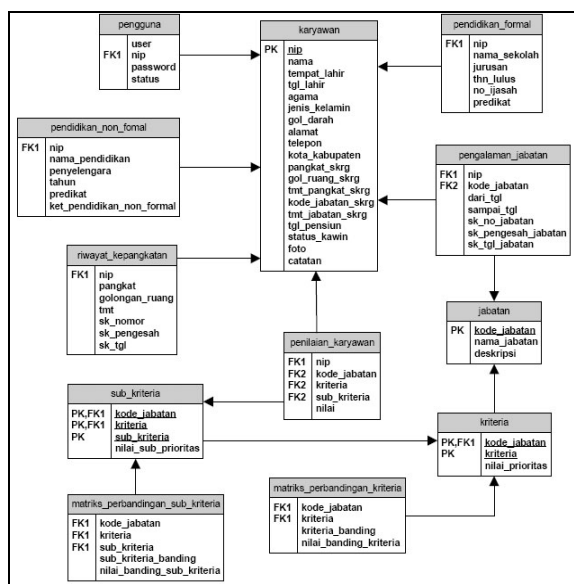 pengguna
user
FK1 nip
password
status
karyawan
PK nip
nama
tempat_lahir
tgl_lahir
agama
jenis_kelamin
gol_darah
alamat
telepon
kota_kabupaten
pangkat_skrg
gol_ruang_skrg
tmt_pangkat_skrg
kode_jabatan_skrg
tmt_jabatan_skrg
tgl_pensiun
status_kawin
foto
catatan
pendidikan_formal
FK1 nip
nama_sekolah
jurusan
thn_lulus
no_ijasah
predikat
pendidikan_non_fomal
FK1 nip
nama_pendidikan
penyelengara
tahun
predikat
ket_pendidikan_non_formal
pengalaman_jabatan
FK1 nip
FK2 kode_jabatan
dari_tgl
sampai_tgl
sk_no_jabatan
sk_pengesah_jabatan
sk_tgl_jabatan
riwayat_kepangkatan
FK1 nip
pangkat
golongan_ruang
tmt
sk_nomor
sk_pengesah
sk_tgl
jabatan
PK kode_jabatan
nama_jabatan
deskripsi
penilaian_karyawan
FK1 nip
FK2 kode_jabatan
FK2 kriteria
FK2 sub_kriteria
nilai
sub_kriteria
PK,FK1 kode_jabatan
PK,FK1 kriteria
PK sub_kriteria
nilai_sub_prioritas
kriteria
PK,FK1 kode_jabatan
PK kriteria
nilai_prioritas
matriks_perbandingan_sub_kriteria
FK1 kode_jabatan
FK1 kriteria
FK1 sub_kriteria
sub_kriteria_banding
nilai_banding_sub_kriteria
matriks_perbandingan_kriteria
FK1 kode_jabatan
FK1 kriteria
kriteria_banding
nilai_banding_kriteria